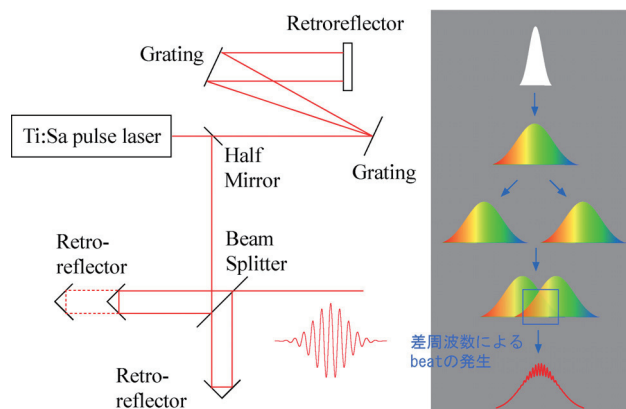 Retroreflector
Grating
Ti:Sa pulse laser
Half
Mirror
Grating
Retro-
reflector
Beam
Splitter
Retro-
reflector
差周波数による
beatの発生